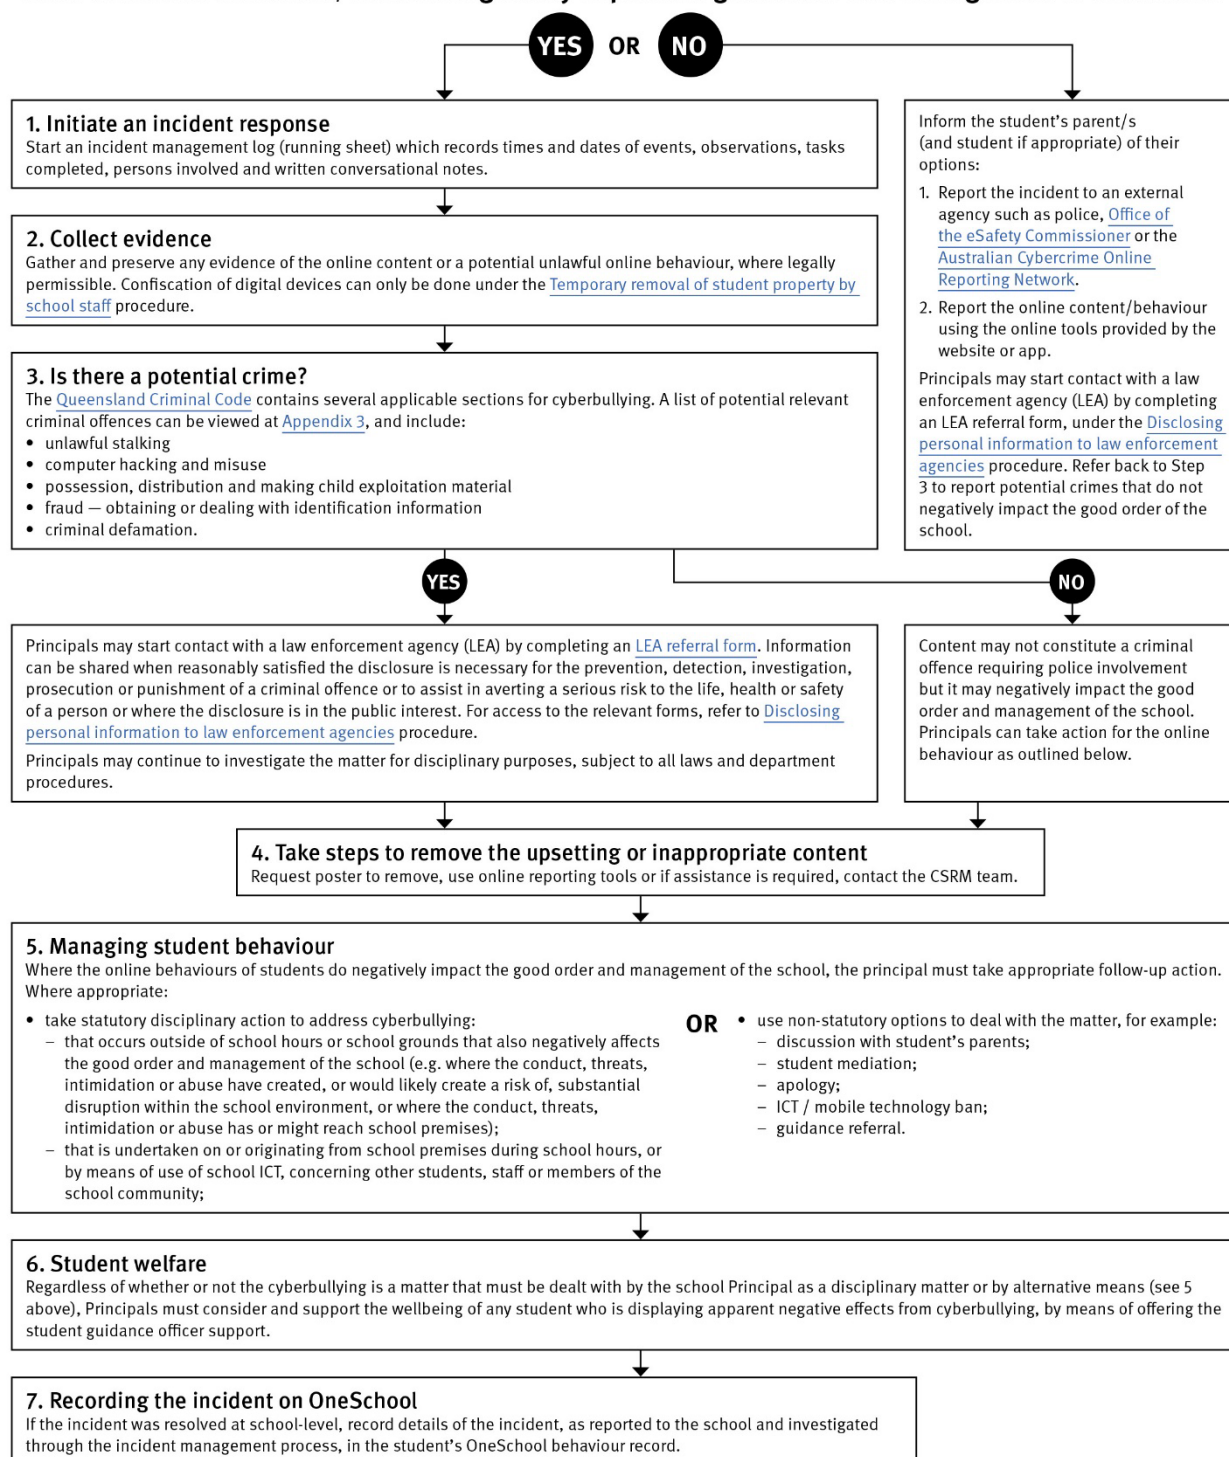 YES OR NO
1. Initiate an incident response
Start an incident management log (running sheet) which records times and dates of events, observations, tasks
completed, persons involved and written conversational notes.
2. Collect evidence
Gather and preserve any evidence of the online content or a potential unlawful online behaviour, where legally
permissible. Confiscation of digital devices can only be done under the Temporary removal of student property by
school staff procedure.
3. Is there a potential crime?
The Queensland Criminal Code contains several applicable sections for cyberbullying. A list of potential relevant
criminal offences can be viewed at Appendix 3, and include:
• unlawful stalking
• computer hacking and misuse
• possession, distribution and making child exploitation material
• fraud — obtaining or dealing with identification information
• criminal defamation.
Inform the student's parent/s
(and student if appropriate) of their
options:
1. Report the incident to an external
agency such as police, Office of
the eSafety Commissioner or the
Australian Cybercrime Online
Reporting Network.
2. Report the online content/behaviour
using the online tools provided by the
website or app.
Principals may start contact with a law
enforcement agency (LEA) by completing
an LEA referral form, under the Disclosing
personal information to law enforcement
agencies procedure. Refer back to Step
3 to report potential crimes that do not
negatively impact the good order of the
school.
YES
NO
Principals may start contact with a law enforcement agency (LEA) by completing an LEA referral form. Information
can be shared when reasonably satisfied the disclosure is necessary for the prevention, detection, investigation,
prosecution or punishment of a criminal offence or to assist in averting a serious risk to the life, health or safety
of a person or where the disclosure is in the public interest. For access to the relevant forms, refer to Disclosing
personal information to law enforcement agencies procedure.
Principals may continue to investigate the matter for disciplinary purposes, subject to all laws and department
procedures.
Content may not constitute a criminal
offence requiring police involvement
but it may negatively impact the good
order and management of the school.
Principals can take action for the online
behaviour as outlined below.
4. Take steps to remove the upsetting or inappropriate content
Request poster to remove, use online reporting tools or if assistance is required, contact the CSRM team.
5. Managing student behaviour
Where the online behaviours of students do negatively impact the good order and management of the school, the principal must take appropriate follow-up action.
Where appropriate:
• take statutory disciplinary action to address cyberbullying:
– that occurs outside of school hours or school grounds that also negatively affects
the good order and management of the school (e.g. where the conduct, threats,
intimidation or abuse have created, or would likely create a risk of, substantial
disruption within the school environment, or where the conduct, threats,
intimidation or abuse has or might reach school premises);
– that is undertaken on or originating from school premises during school hours, or
by means of use of school ICT, concerning other students, staff or members of the
school community;
OR
• use non-statutory options to deal with the matter, for example:
– discussion with student's parents;
– student mediation;
– apology;
– ICT / mobile technology ban;
– guidance referral.
6. Student welfare
Regardless of whether or not the cyberbullying is a matter that must be dealt with by the school Principal as a disciplinary matter or by alternative means (see 5
above), Principals must consider and support the wellbeing of any student who is displaying apparent negative effects from cyberbullying, by means of offering the
student guidance officer support.
7. Recording the incident on OneSchool
If the incident was resolved at school-level, record details of the incident, as reported to the school and investigated
through the incident management process, in the student's OneSchool behaviour record.